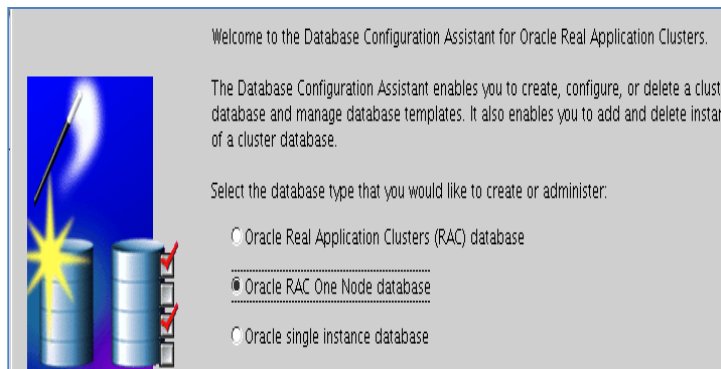 Welcome to the Database Configuration Assistant for Oracle Real Application Clusters.
The Database Configuration Assistant enables you to create, configure, or delete a clust
database and manage database templates. It also enables you to add and delete instan
of a cluster database.
Select the database type that you would like to create or administer:
Oracle Real Application Clusters (RAC) database
Oracle RAC One Node database
Oracle single instance database